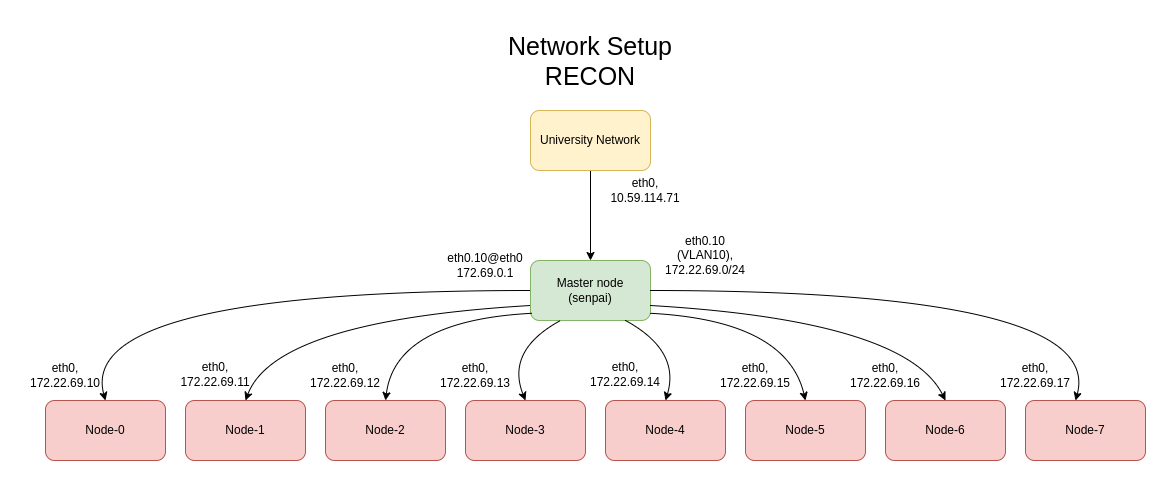 Network Setup
RECON
University Network
eth0,
10.59.114.71
eth0.10@eth0
172.69.0.1
eth0.10
(VLAN10),
172.22.69.0/24
Master node
(senpai)
eth0,
172.22.69.10
eth0,
172.22.69.11
eth0,
172.22.69.12
eth0,
172.22.69.13
eth0,
172.22.69.14
eth0,
172.22.69.15
eth0,
172.22.69.16
eth0,
172.22.69.17
Node-0
Node-1
Node-2
Node-3
Node-4
Node-5
Node-6
Node-7